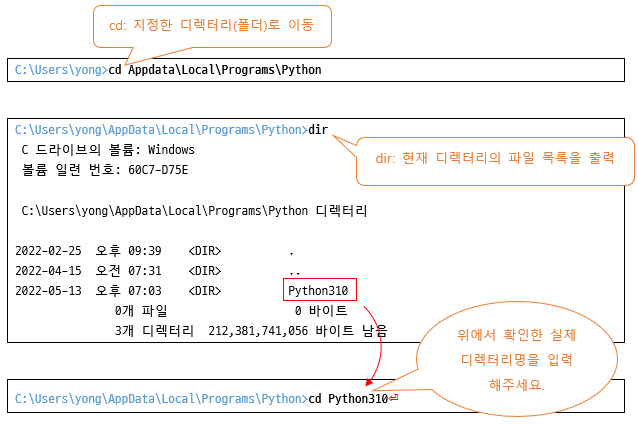 cd: 지정한 디렉터리(폴더)로 이동
C:\Users\yong>cd Appdata\Local\Programs\Python
C:\Users\yong\AppData\Local\Programs\Python>dir
C 드라이브의 볼륨: Windows
볼륨 일련 번호: 60C7-D75E
dir: 현재 디렉터리의 파일 목록을 출력
C:\Users\yong\AppData\Local\Programs\Python 디렉터리
2022-02-25 오후 09:39 <DIR> .
2022-04-15 오전 07:31 <DIR> ..
2022-05-13 오후 07:03 <DIR> Python310
0개 파일 0 바이트
3개 디렉터리 212,381,741,056 바이트 남음
위에서 확인한 실제
디렉터리명을 입력
해주세요.
C:\Users\yong\AppData\Local\Programs\Python>cd Python310⏎